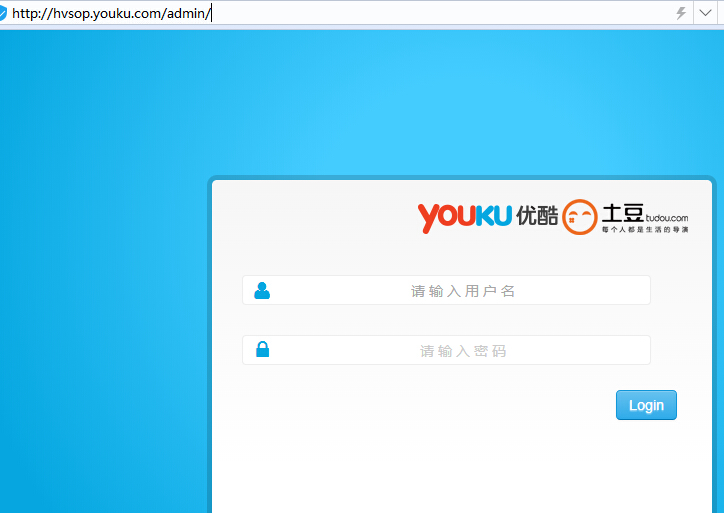 http://hvsop.youku.com/admin/
YOUKU 优酷 土豆 tudou.com
每个人都是生活的导演
请输入用户名
请输入密码
Login